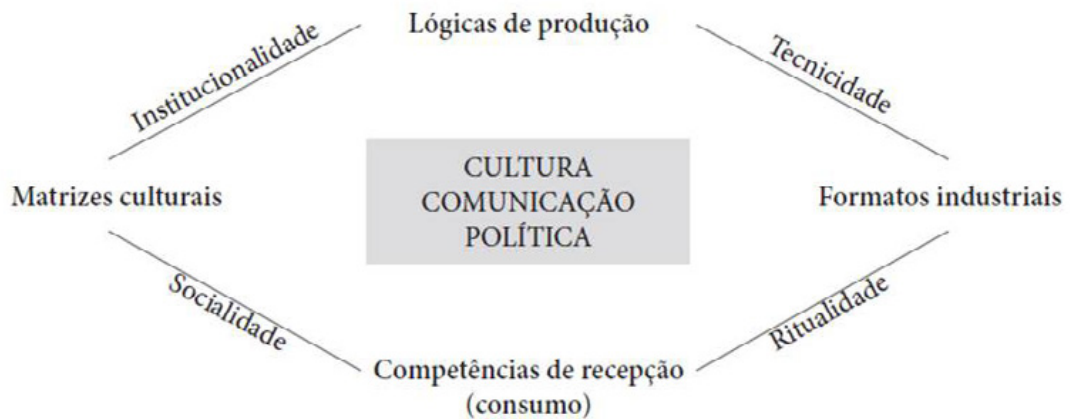 Lógicas de produção
Institucionalidade
Tecnicidade
CULTURA
COMUNICAÇÃO
POLÍTICA
Matrizes culturais
Formatos industriais
Socialidade
Ritualidade
Competências de recepção
(consumo)